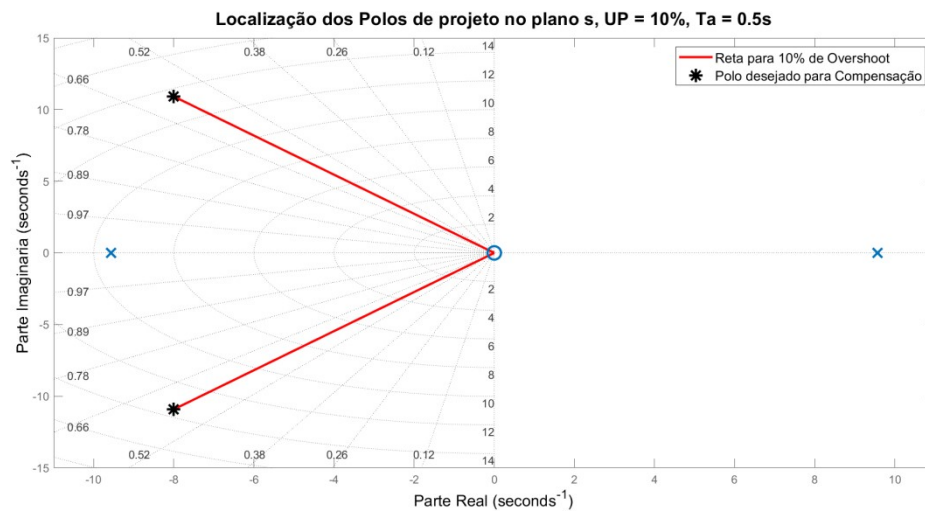 Localização dos Polos de projeto no plano s, UP = 10%, Ta = 0.5s
Reta para 10% de Overshoot
Polo desejado para Compensação
15
0.52 0.38 0.26 0.12 14
0.66 12
10 10
0.78 8
0.89 6
5
4
0.97 2
0
0.97 2
4
-5
0.89 6
0.78 8
-10 10
0.66 12
0.52 0.38 0.26 0.12 14
-15
-10 -8 -6 -4 -2 0 2 4 6 8 10
Parte Real (seconds⁻¹)
Parte Imaginaria (seconds⁻¹)